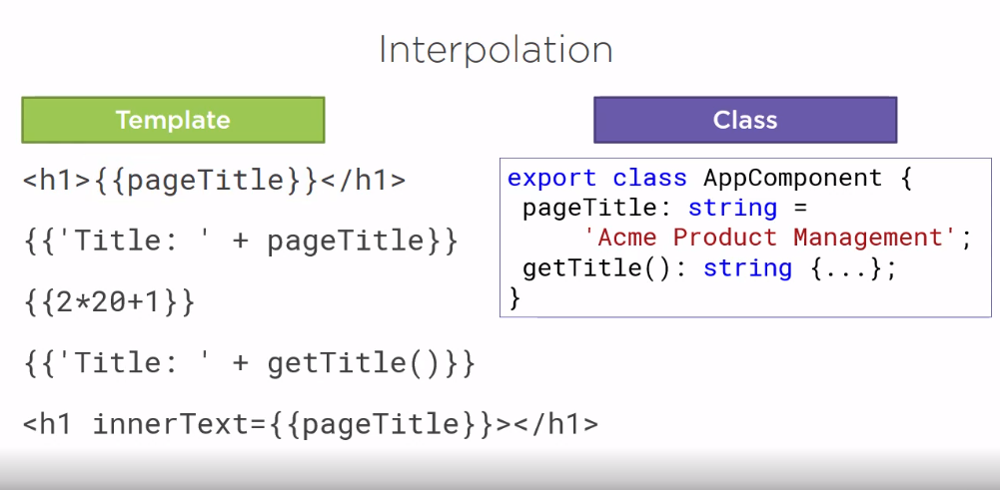 Interpolation
Template
<h1>{{pageTitle}}</h1>
{{'Title: ' + pageTitle}}
{{2*20+1}}
{{'Title: ' + getTitle()}}
<h1 innerText={{pageTitle}}></h1>
Class
export class AppComponent {
pageTitle: string =
'Acme Product Management';
getTitle(): string {...};
}